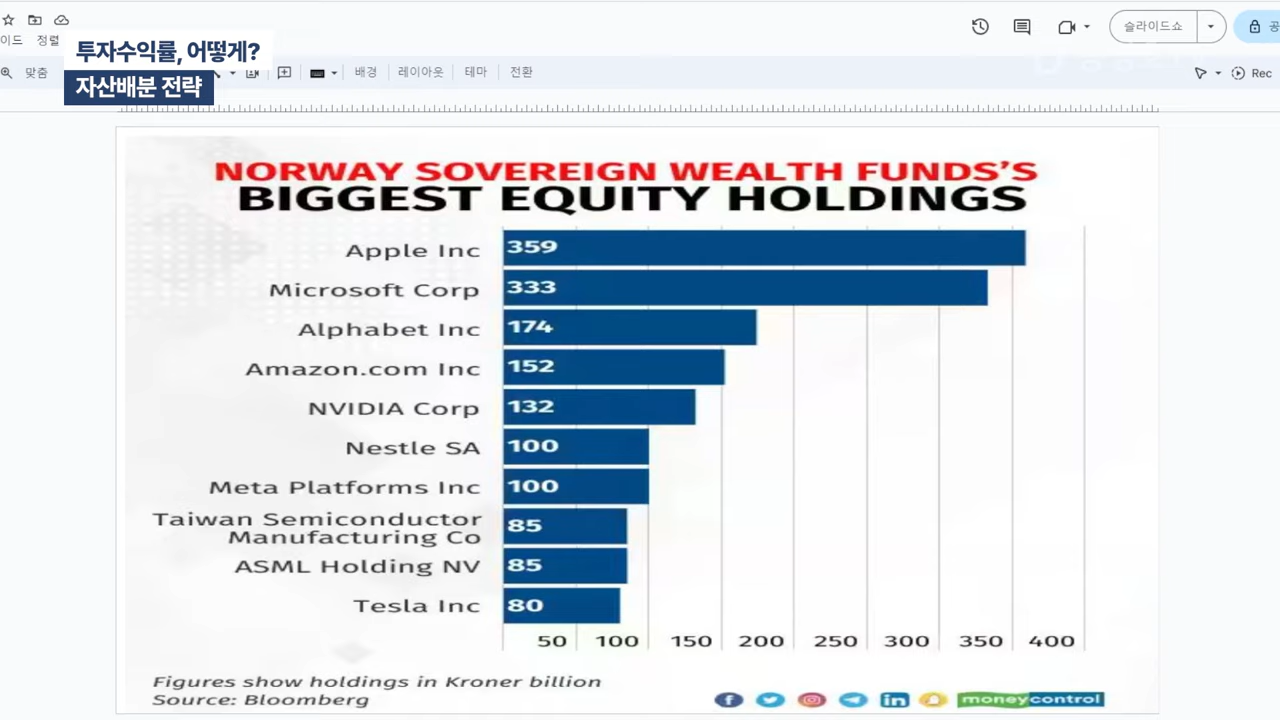 이드
정렬
투자수익률, 어떻게?
자산배분 전략
맞춤
배경
레이아웃
테마
전환
슬라이드쇼
공
Rec
NORWAY SOVEREIGN WEALTH FUNDS'S
BIGGEST EQUITY HOLDINGS
Apple Inc 359
Microsoft Corp 333
Alphabet Inc 174
Amazon.com Inc 152
NVIDIA Corp 132
Nestle SA 100
Meta Platforms Inc 100
Taiwan Semiconductor
Manufacturing Co 85
ASML Holding NV 85
Tesla Inc 80
50 100 150 200 250 300 350 400
Figures show holdings in Kroner billion
Source: Bloomberg
moneycontrol